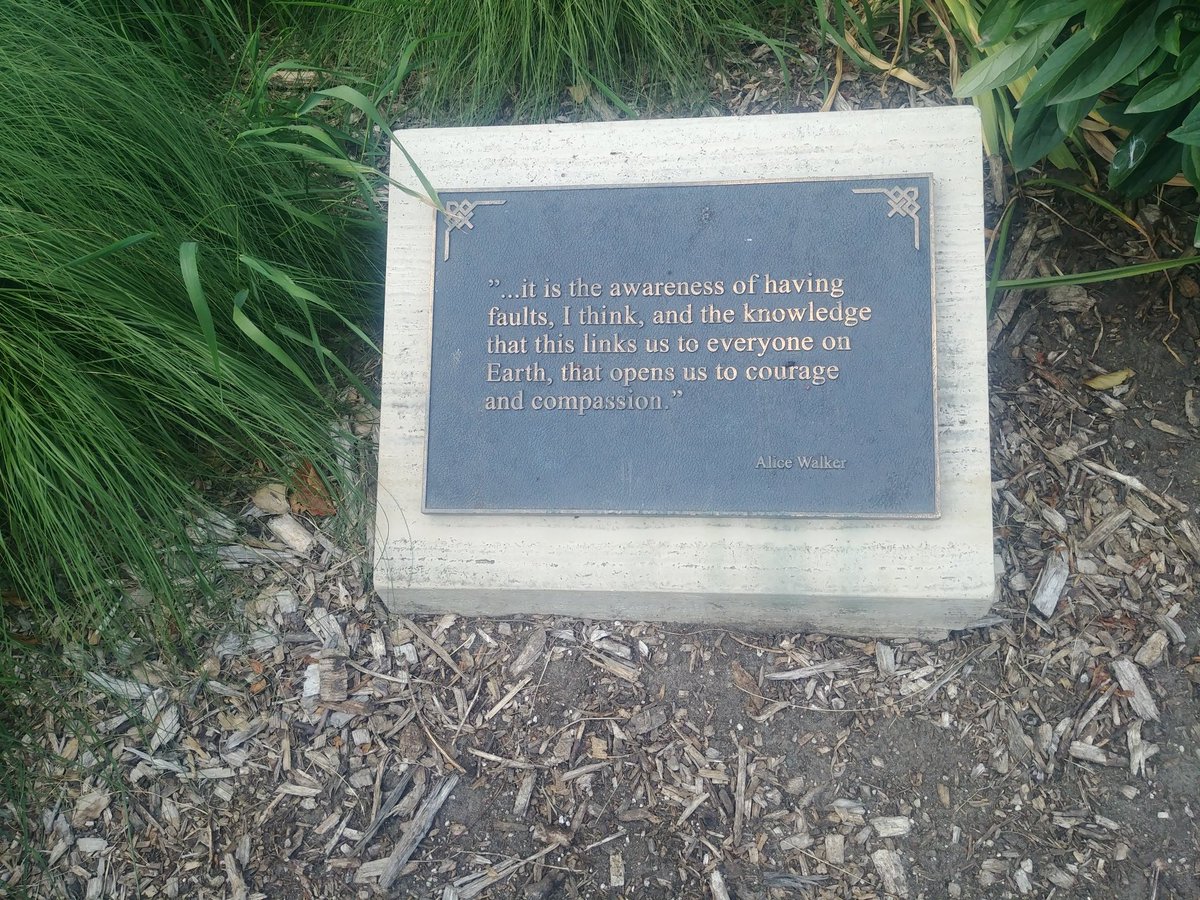 ”...it is the awareness of having
faults, I think, and the knowledge
that this links us to everyone on
Earth, that opens us to courage
and compassion.”
Alice Walker